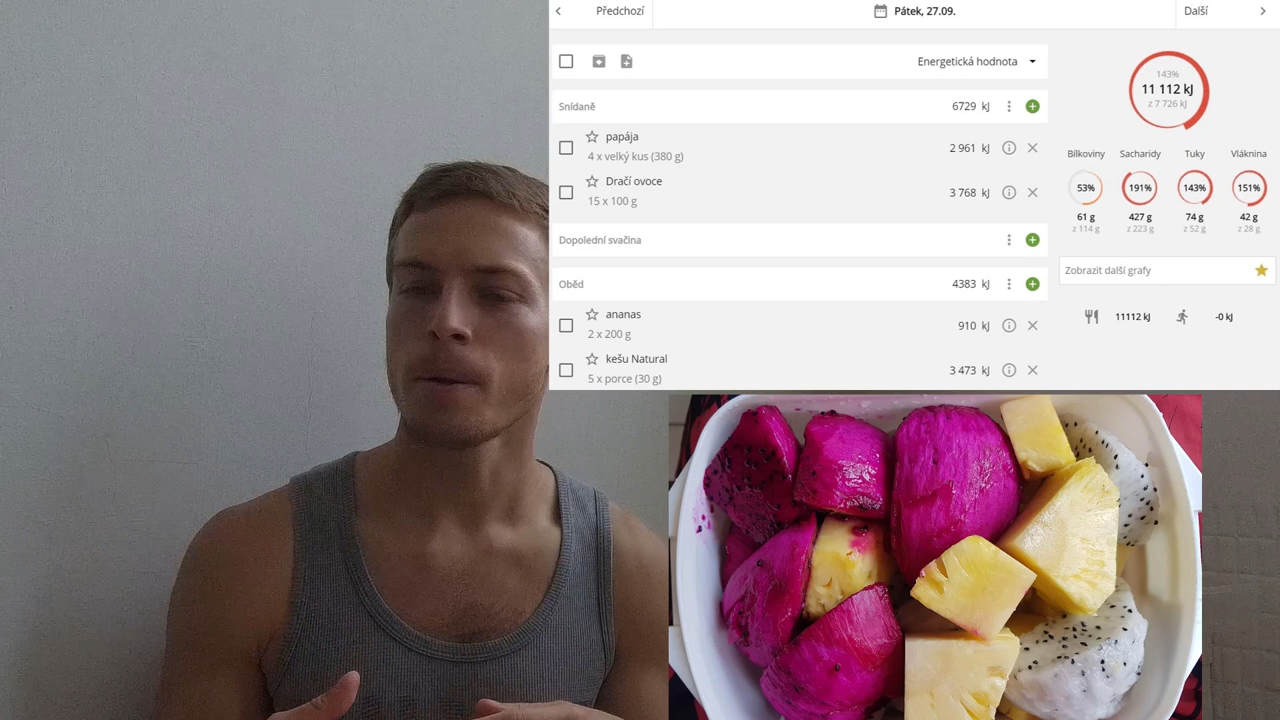 Předchozí
Pátek, 27.09.
Další
Energetická hodnota
Snídaně 6729 kJ
papája
4 x velký kus (380 g)
2 961 kJ
Dračí ovoce
15 x 100 g
3 768 kJ
Dopolední svačina
Oběd 4383 kJ
ananas
2 x 200 g
910 kJ
kešu Natural
5 x porce (30 g)
3 473 kJ
143%
11 112 kJ
z 7 726 kJ
Bílkoviny Sacharidy Tuky Vláknina
53% 191% 143% 151%
61 g 427 g 74 g 42 g
z 114 g z 223 g z 52 g z 28 g
Zobrazit další grafy
11112 kJ -0 kJ